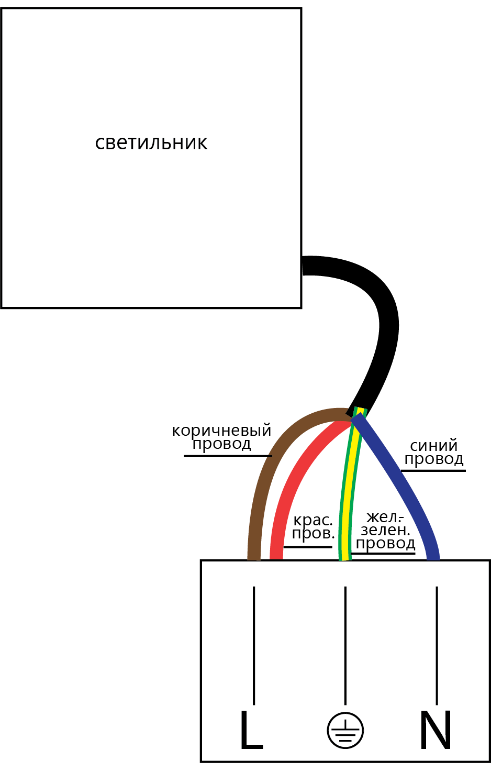 светильник
коричневый
провод
синий
провод
крас.
пров.
жел.-
зелен.
провод
L
N